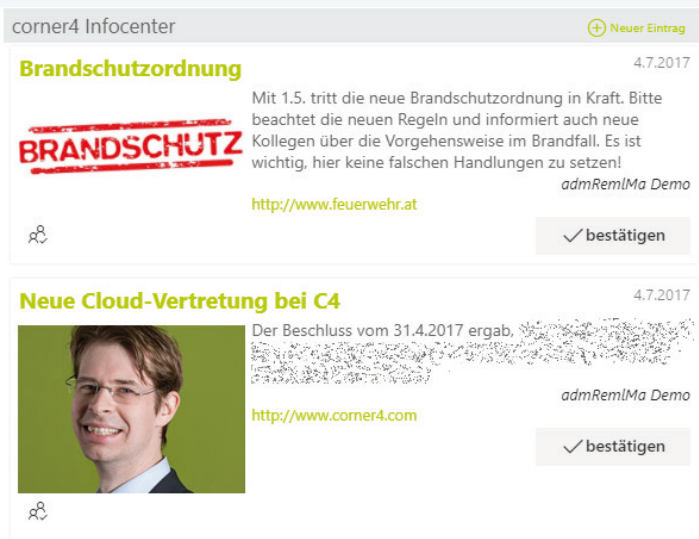 corner4 Infocenter
Neuer Eintrag
Brandschutzordnung
4.7.2017
BRANDSCHUTZ
Mit 1.5. tritt die neue Brandschutzordnung in Kraft. Bitte
beachtet die neuen Regeln und informiert auch neue
Kollegen über die Vorgehensweise im Brandfall. Es ist
wichtig, hier keine falschen Handlungen zu setzen!
admRemlMa Demo
http://www.feuerwehr.at
bestätigen
Neue Cloud-Vertretung bei C4
4.7.2017
Der Beschluss vom 31.4.2017 ergab,
admRemlMa Demo
http://www.corner4.com
bestätigen